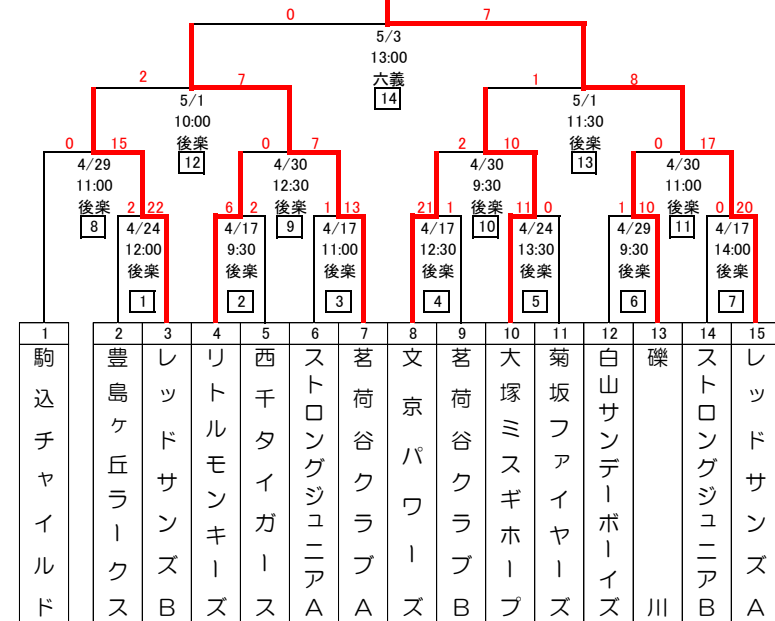 0 7
5/3
13:00
六義
14
2 7 1 8
5/1 5/1
10:00 11:30
後楽 後楽
12 13
0 15 0 7 2 10 0 17
4/29 4/30 4/30 4/30
11:00 12:30 9:30 11:00
後楽 後楽 後楽 後楽
8 9 10 11
2 22 6 2 1 13 21 1 11 0 1 10 0 20
4/24 4/17 4/17 4/17 4/24 4/29 4/17
12:00 9:30 11:00 12:30 13:30 9:30 14:00
後楽 後楽 後楽 後楽 後楽 後楽 後楽
1 2 3 4 5 6 7
1 2 3 4 5 6 7 8 9 10 11 12 13 14 15
駒込チャイルド
豊島ヶ丘ラークス
レッドサンズB
リトルモンキーズ
西千タイガース
ストロングジュニアA
茗荷谷クラブA
文京パワーズ
茗荷谷クラブB
大塚ミスギホープ
菊坂ファイヤーズ
白山サンデーボーイズ
礫川
ストロングジュニアB
レッドサンズA